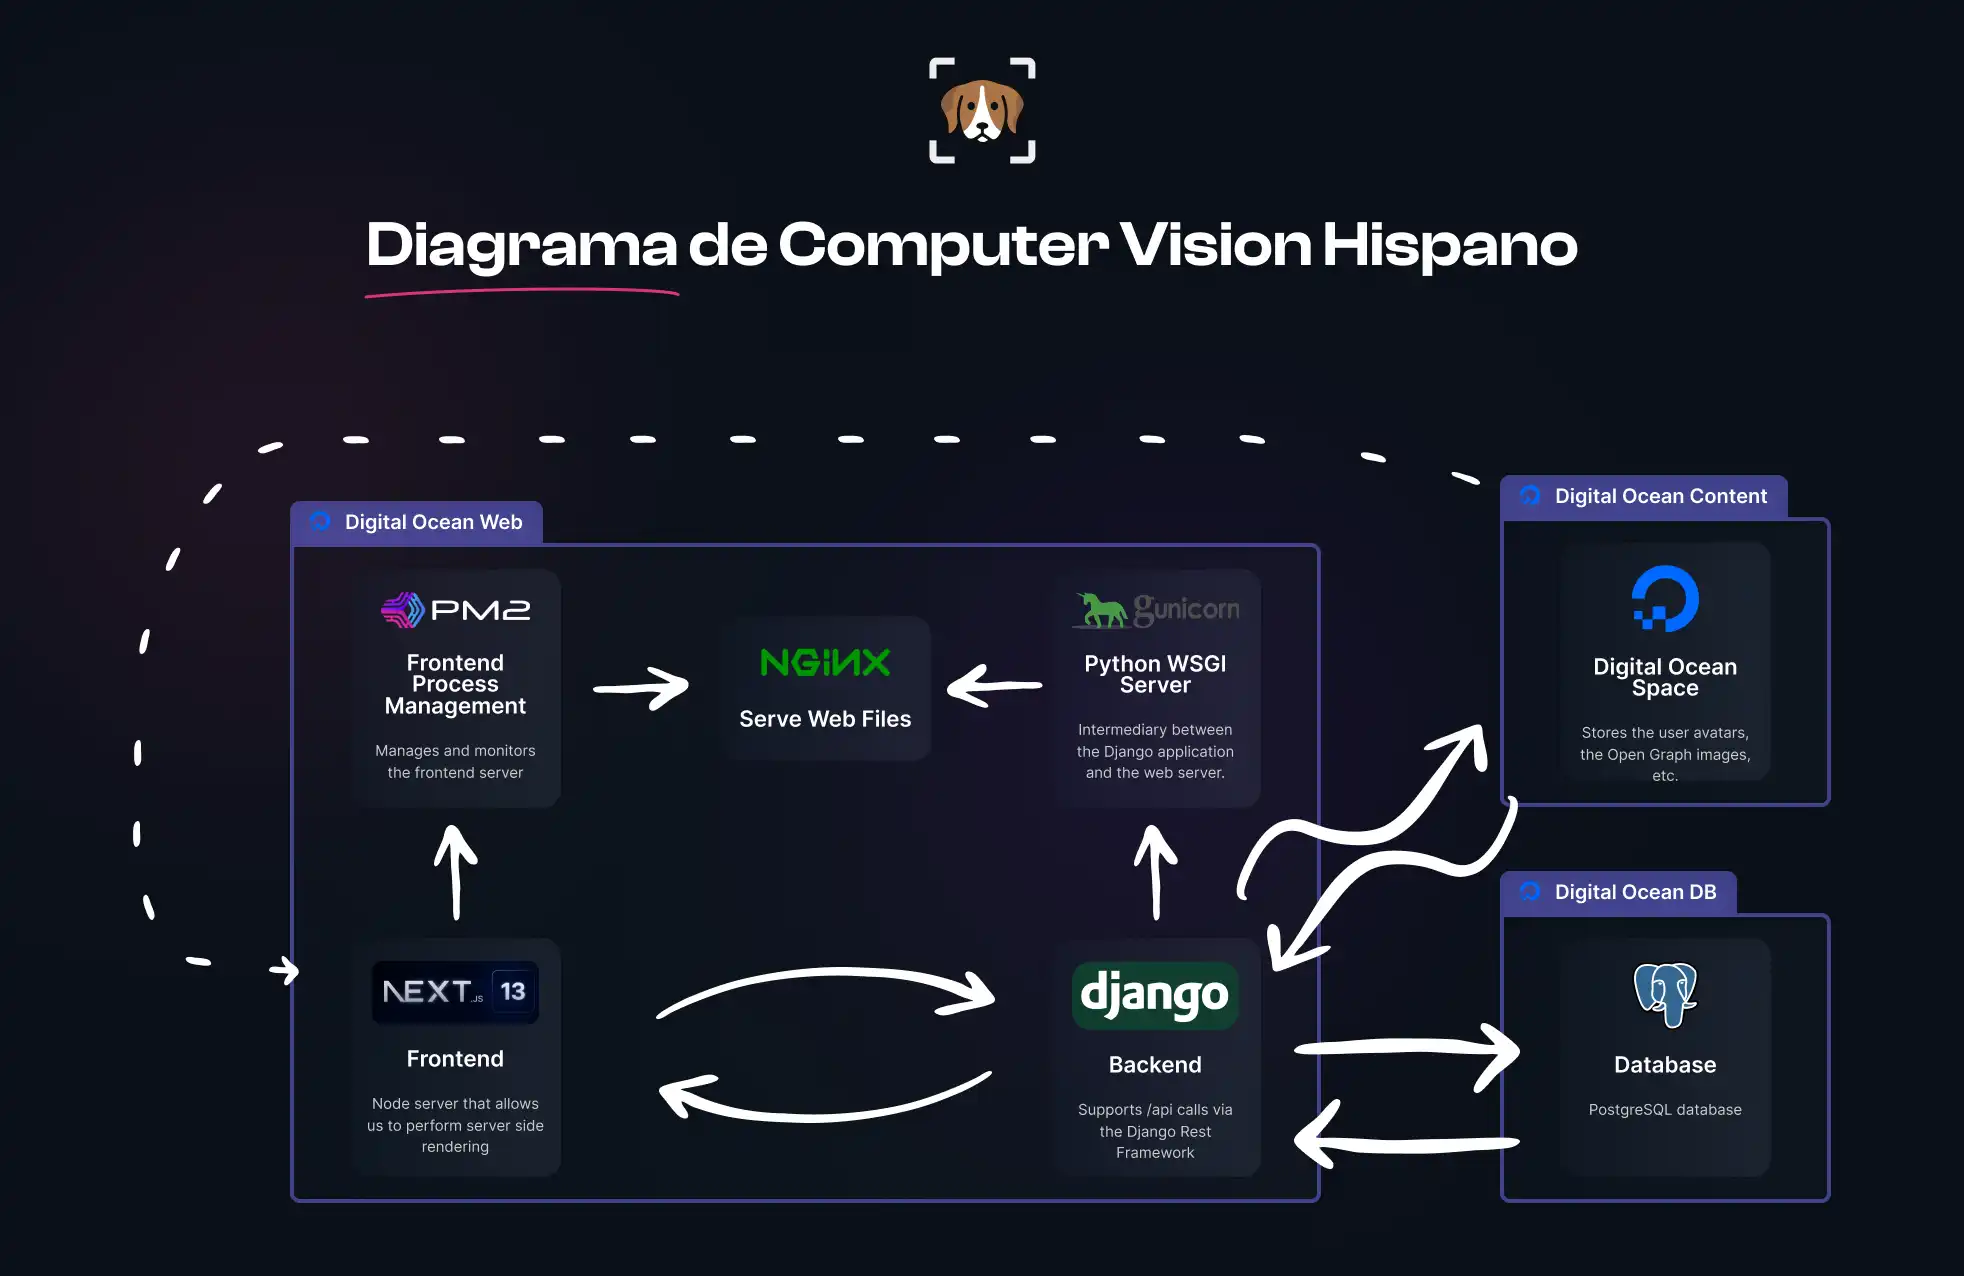 Diagrama de Computer Vision Hispano
Digital Ocean Web
PM2
Frontend
Process
Management
Manages and monitors
the frontend server
NGINX
Serve Web Files
gunicorn
Python WSGI
Server
Intermediary between
the Django application
and the web server.
Digital Ocean Content
Digital Ocean
Space
Stores the user avatars,
the Open Graph images,
etc.
NEXT.JS 13
Frontend
Node server that allows
us to perform server side
rendering
django
Backend
Supports /api calls via
the Django Rest
Framework
Digital Ocean DB
Database
PostgreSQL database